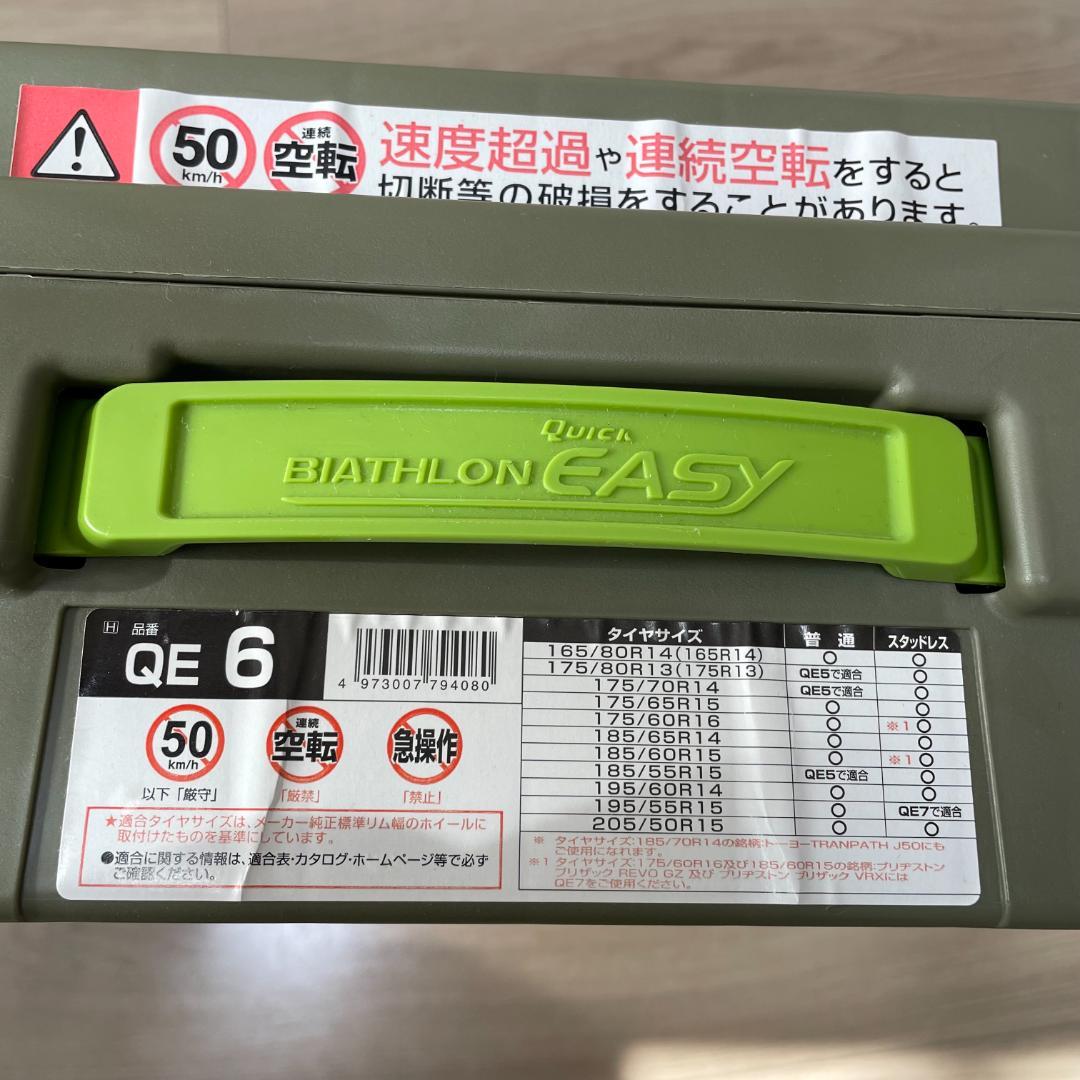 50
km/h
連続
空転
速度超過や連続空転をすると
切断等の破損をすることがあります。
QUICK
BIATHLON EASY
H 品番
QE 6
4 973007 794080
50
km/h
以下「厳守」
連続
空転
「厳禁」
急操作
「禁止」
★適合タイヤサイズは、メーカー純正標準リム幅のホイールに
取付けたものを基準にしています。
●適合に関する情報は、適合表・カタログ・ホームページ等で必ず
ご確認ください。
タイヤサイズ 普通 スタッドレス
165/80R14(165R14) ○ ○
175/80R13(175R13) QE5で適合 ○
175/70R14 QE5で適合 ○
175/65R15 ○ ○
175/60R16 ○ ※1○
185/65R14 ○ ○
185/60R15 ○ ※1○
185/55R15 QE5で適合 ○
195/60R14 ○ ○
195/55R15 ○ QE7で適合
205/50R15 ○ ○
※ タイヤサイズ:185/70R14の銘柄:トーヨーTRANPATH J50にも
ご使用になれます。
※1 タイヤサイズ:175/60R16及び185/60R15の銘柄:ブリヂストン
ブリザック REVO GZ 及び ブリヂストン ブリザック VRXには
QE7をご使用ください。